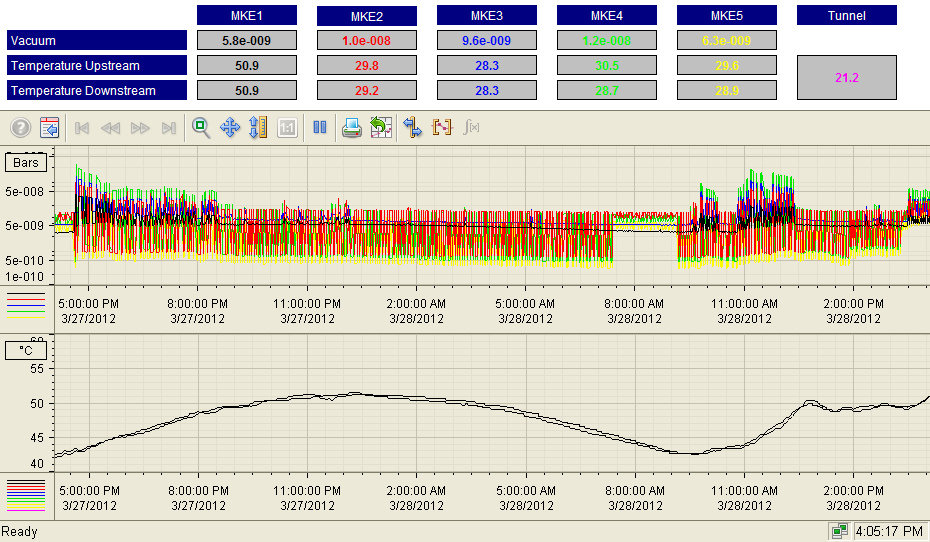 MKE1 MKE2 MKE3 MKE4 MKE5 Tunnel
Vacuum 5.8e-009 1.0e-008 9.6e-009 1.2e-008 6.3e-009
Temperature Upstream 50.9 29.8 28.3 30.5 29.6
21.2
Temperature Downstream 50.9 29.2 28.3 28.7 28.9
? 1:1 f(x)
Bars
5e-008
5e-009
5e-010
1e-010
5:00:00 PM 8:00:00 PM 11:00:00 PM 2:00:00 AM 5:00:00 AM 8:00:00 AM 11:00:00 AM 2:00:00 PM
3/27/2012 3/27/2012 3/27/2012 3/28/2012 3/28/2012 3/28/2012 3/28/2012 3/28/2012
60
°C
55
50
45
40
5:00:00 PM 8:00:00 PM 11:00:00 PM 2:00:00 AM 5:00:00 AM 8:00:00 AM 11:00:00 AM 2:00:00 PM
3/27/2012 3/27/2012 3/27/2012 3/28/2012 3/28/2012 3/28/2012 3/28/2012 3/28/2012
Ready 4:05:17 PM